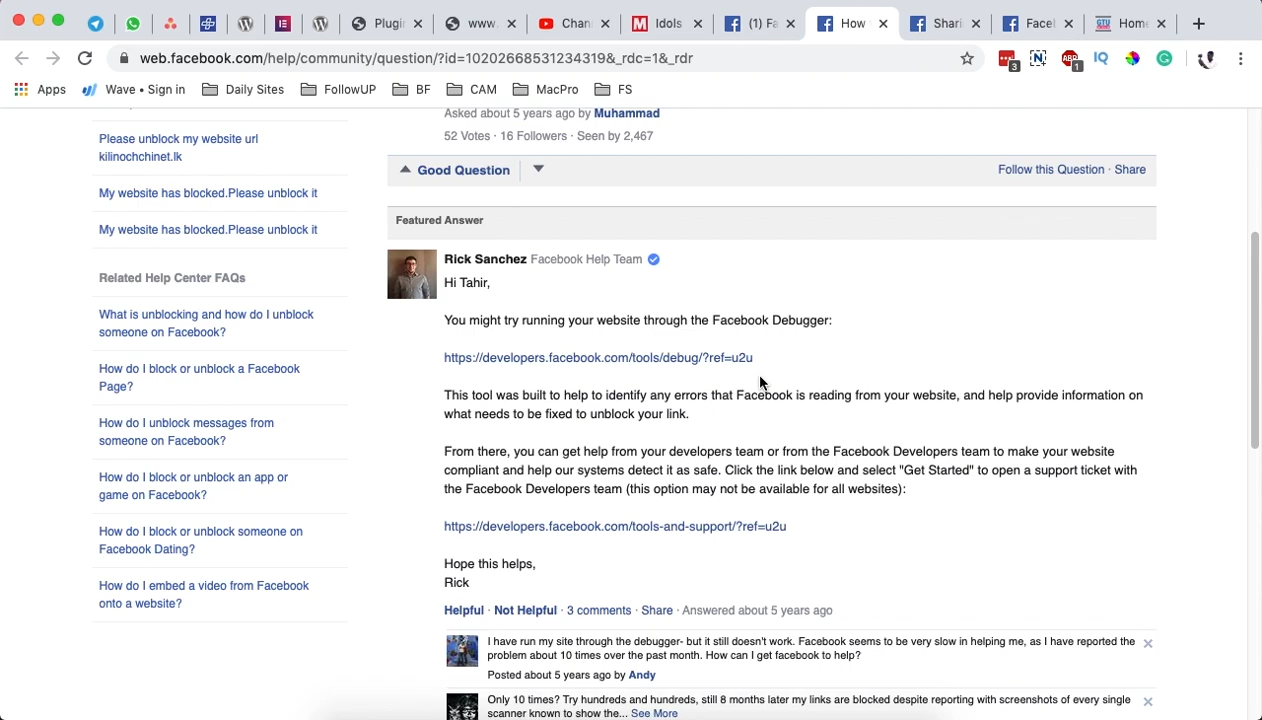 Plugin
www.
Chan
Idols
(1) Fa
How
Shari
Faceb
Home
web.facebook.com/help/community/question/?id=10202668531234319&_rdc=1&_rdr
3
1
Apps
Wave • Sign in
Daily Sites
FollowUP
BF
CAM
MacPro
FS
Please unblock my website url
kilinochchinet.lk
My website has blocked.Please unblock it
My website has blocked.Please unblock it
Related Help Center FAQs
What is unblocking and how do I unblock
someone on Facebook?
How do I block or unblock a Facebook
Page?
How do I unblock messages from
someone on Facebook?
How do I block or unblock an app or
game on Facebook?
How do I block or unblock someone on
Facebook Dating?
How do I embed a video from Facebook
onto a website?
Asked about 5 years ago by Muhammad
52 Votes · 16 Followers · Seen by 2,467
Good Question
Follow this Question · Share
Featured Answer
Rick Sanchez Facebook Help Team
Hi Tahir,
You might try running your website through the Facebook Debugger:
https://developers.facebook.com/tools/debug/?ref=u2u
This tool was built to help to identify any errors that Facebook is reading from your website, and help provide information on
what needs to be fixed to unblock your link.
From there, you can get help from your developers team or from the Facebook Developers team to make your website
compliant and help our systems detect it as safe. Click the link below and select "Get Started" to open a support ticket with
the Facebook Developers team (this option may not be available for all websites):
https://developers.facebook.com/tools-and-support/?ref=u2u
Hope this helps,
Rick
Helpful · Not Helpful · 3 comments · Share · Answered about 5 years ago
I have run my site through the debugger- but it still doesn't work. Facebook seems to be very slow in helping me, as I have reported the
problem about 10 times over the past month. How can I get facebook to help?
Posted about 5 years ago by Andy
Only 10 times? Try hundreds and hundreds, still 8 months later my links are blocked despite reporting with screenshots of every single
scanner known to show the... See More